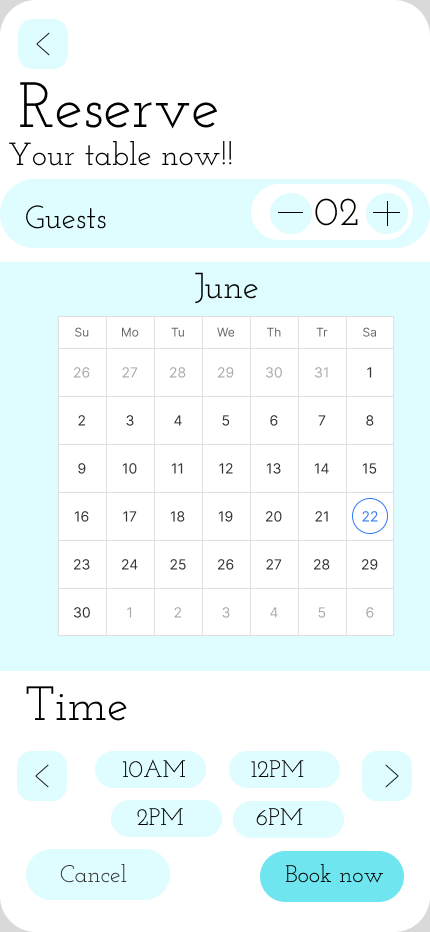 Reserve
Your table now!!
Guests 02
June
Su Mo Tu We Th Tr Sa
26 27 28 29 30 31 1
2 3 4 5 6 7 8
9 10 11 12 13 14 15
16 17 18 19 20 21 22
23 24 25 26 27 28 29
30 1 2 3 4 5 6
Time
10AM 12PM
2PM 6PM
Cancel Book now